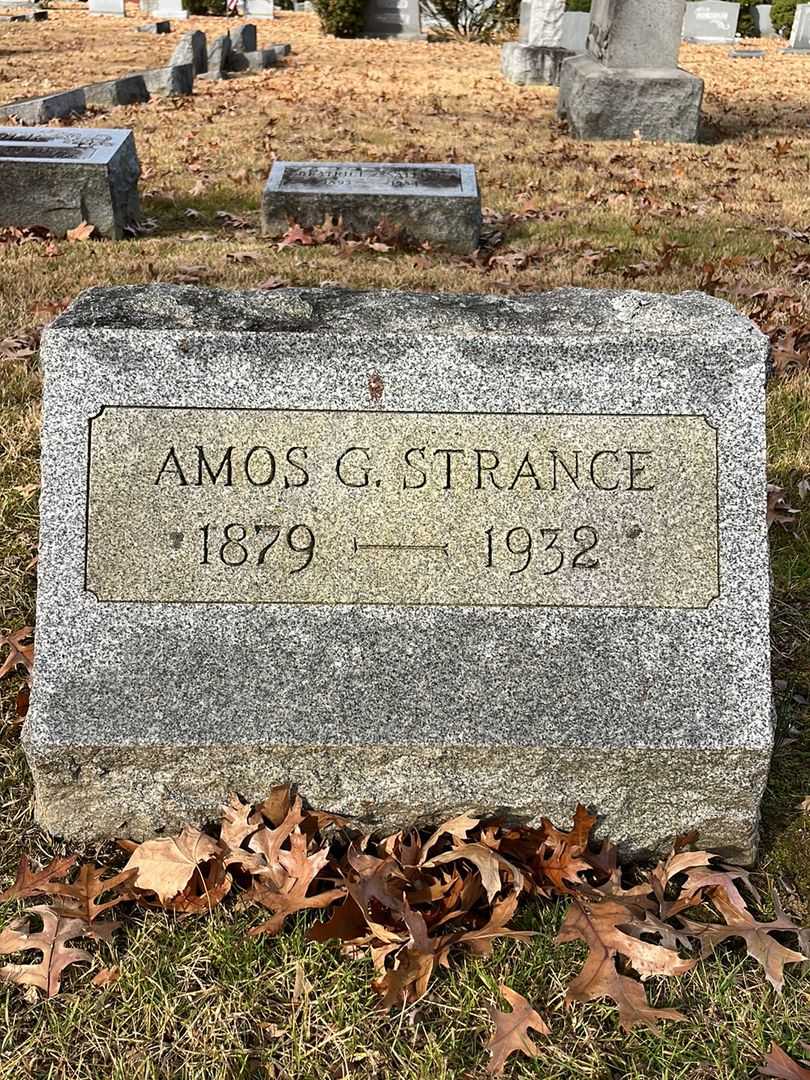 AMOS G. STRANCE
1879 — 1932